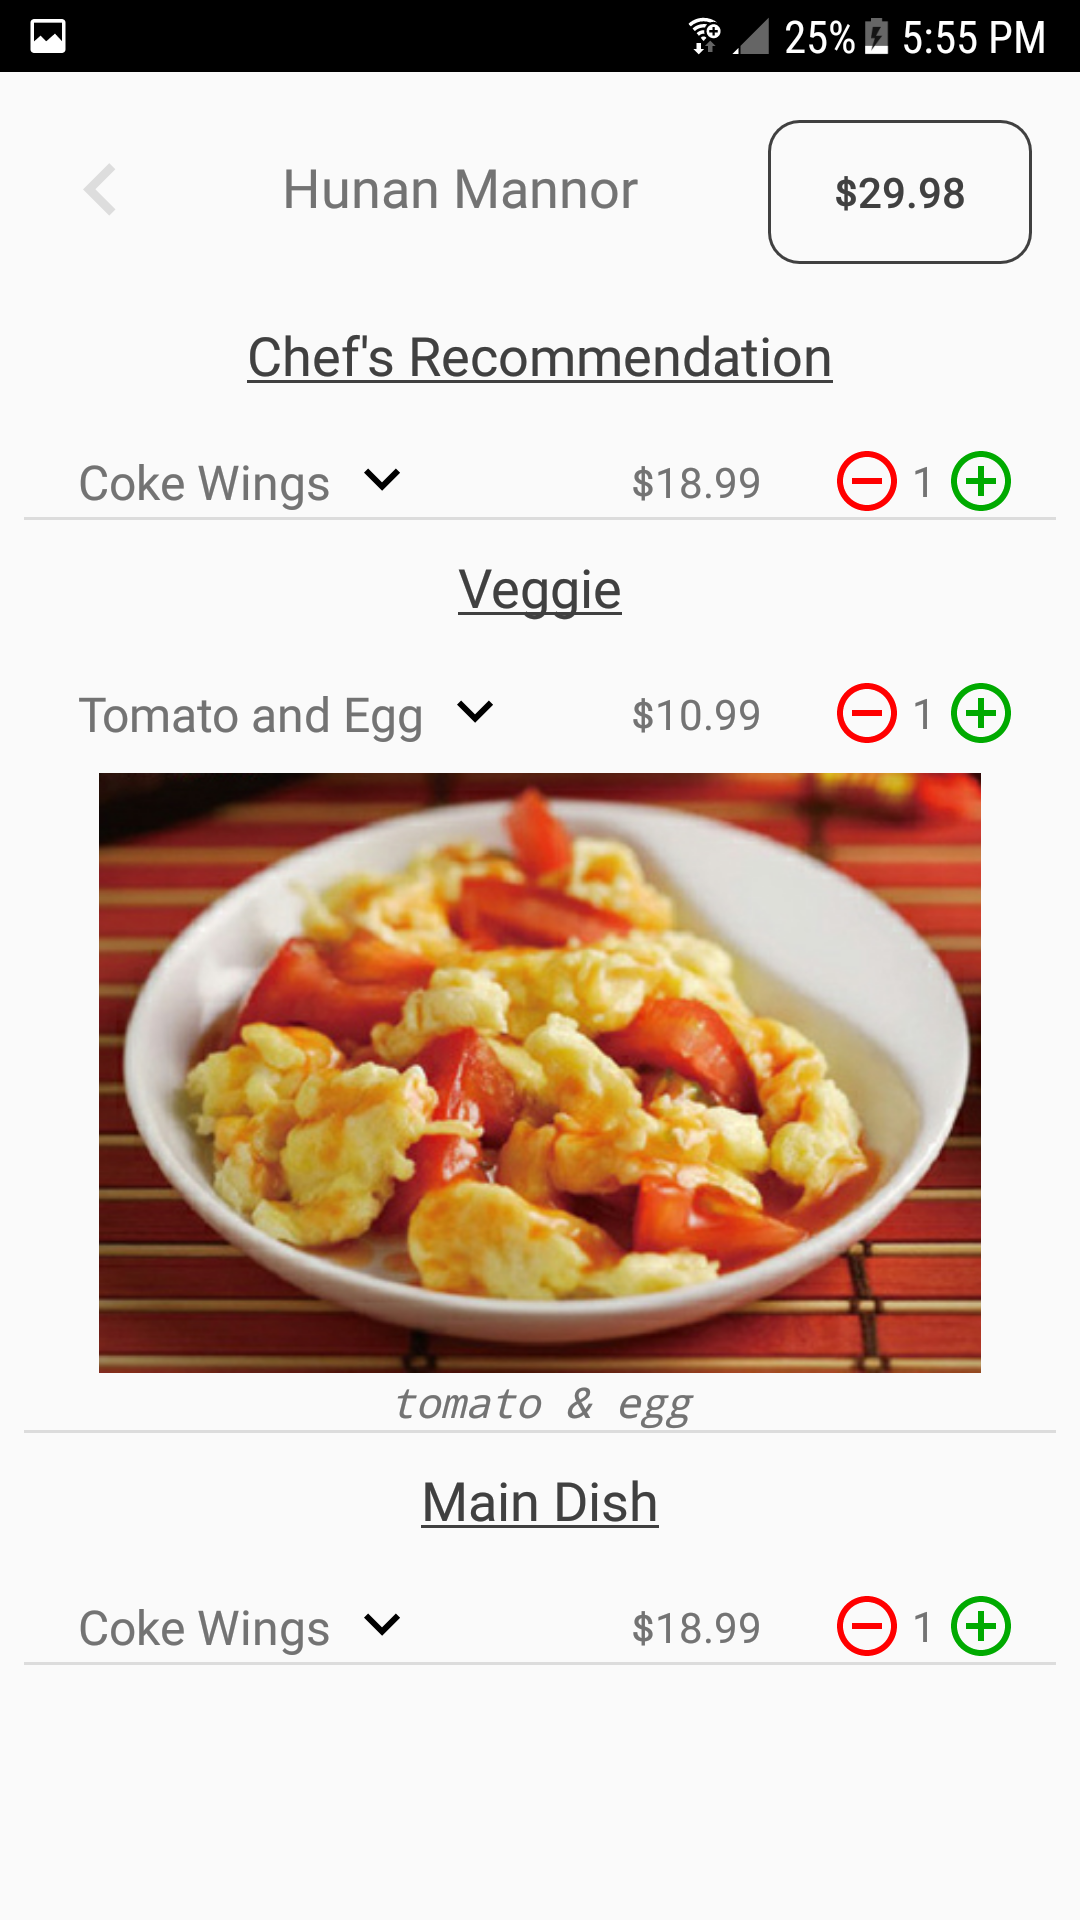 25% 5:55 PM
Hunan Mannor
$29.98
Chef's Recommendation
Coke Wings $18.99 1
Veggie
Tomato and Egg $10.99 1
tomato & egg
Main Dish
Coke Wings $18.99 1